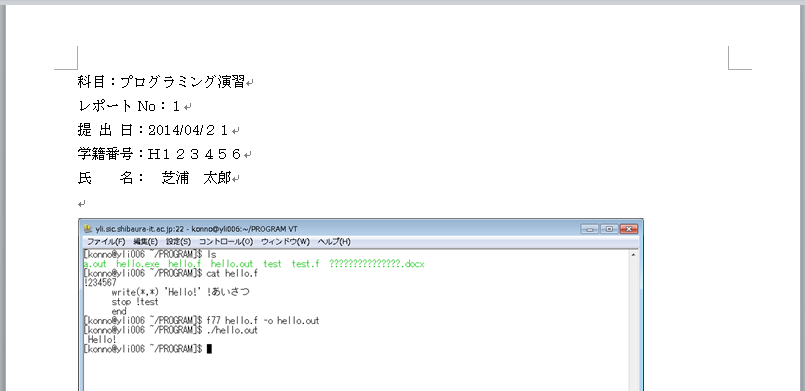 科目：プログラミング演習
レポート No：１
提 出 日：2014/04/２１
学籍番号：H１２３４５６
氏　　名：　芝浦　太郎
yli.sic.shibaura-it.ac.jp:22 - konno@yli006:~/PROGRAM VT
ファイル(F) 編集(E) 設定(S) コントロール(O) ウィンドウ(W) ヘルプ(H)
[konno@yli006 ~/PROGRAM]$ ls
a.out hello.exe hello.f hello.out test test.f ???????????????.docx
[konno@yli006 ~/PROGRAM]$ cat hello.f
!234567
write(*,*) 'Hello!' !あいさつ
stop !test
end
[konno@yli006 ~/PROGRAM]$ f77 hello.f -o hello.out
[konno@yli006 ~/PROGRAM]$ ./hello.out
Hello!
[konno@yli006 ~/PROGRAM]$